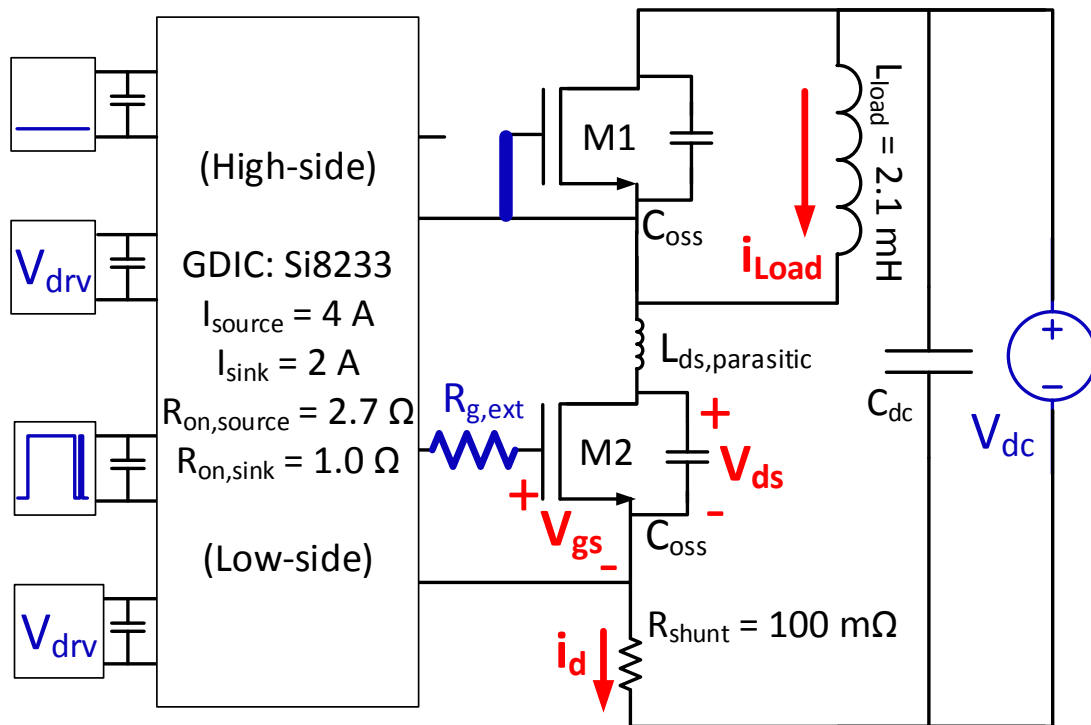 M1
L_load = 2.1 mH
(High-side)
C_oss
V_drv
GDIC: Si8233
i_Load
I_source = 4 A
I_sink = 2 A
L_ds,parasitic
+
-
R_on,source = 2.7 Ω
R_g,ext
+
C_dc
V_dc
R_on,sink = 1.0 Ω
M2
V_ds
+
V_gs
-
-
C_oss
(Low-side)
V_drv
R_shunt = 100 mΩ
i_d